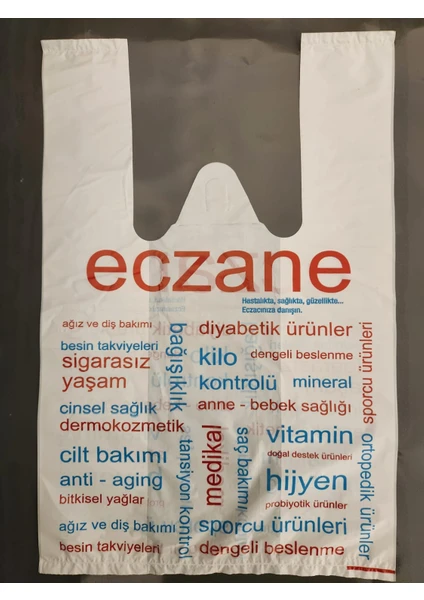 eczane
Hestalıkta, sağlıkta, güzellikte...
Eczacınıza danışın.
ağız ve diş bakımı
besin takviyeleri
sigarasız
yaşam
cinsel sağlık
dermokozmetik
cilt bakımı
anti - aging
bitkisel yağlar
ağız ve diş bakımı
besin takviyeleri
bağışıklık
tansiyon kontrol
diyabetik ürünler
kilo
kontrolü
dengeli beslenme
mineral
anne - bebek sağlığı
medikal
saç bakımı
vitamin
doğal destek ürünleri
hijyen
probiyotik ürünler
sporcu ürünleri
dengeli beslenme
sporcu ürünleri
ortopedik ürünler